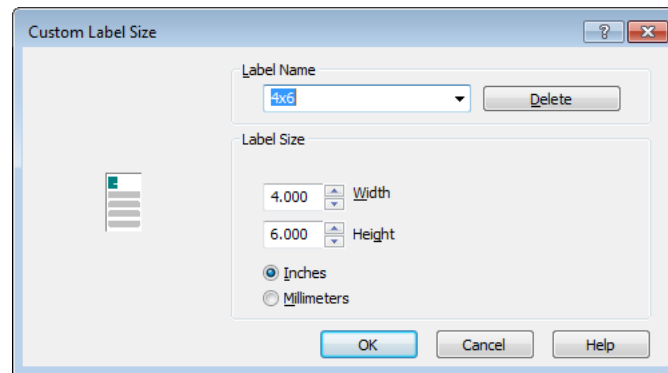 Custom Label Size
Label Name
4x6
Delete
Label Size
4.000 Width
6.000 Height
Inches
Millimeters
OK Cancel Help